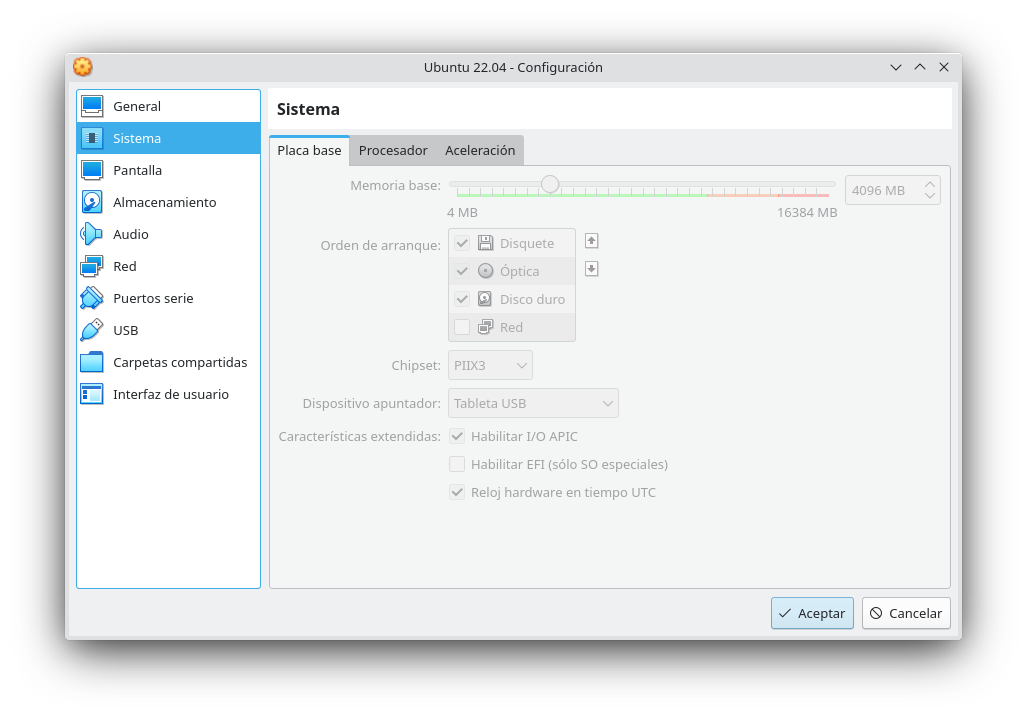 Ubuntu 22.04 - Configuración
General
Sistema
Pantalla
Almacenamiento
Audio
Red
Puertos serie
USB
Carpetas compartidas
Interfaz de usuario
Sistema
Placa base Procesador Aceleración
Memoria base: 4096 MB
4 MB 16384 MB
Orden de arranque: Disquete
Óptica
Disco duro
Red
Chipset: PIIX3
Dispositivo apuntador: Tableta USB
Características extendidas: Habilitar I/O APIC
Habilitar EFI (sólo SO especiales)
Reloj hardware en tiempo UTC
Aceptar Cancelar